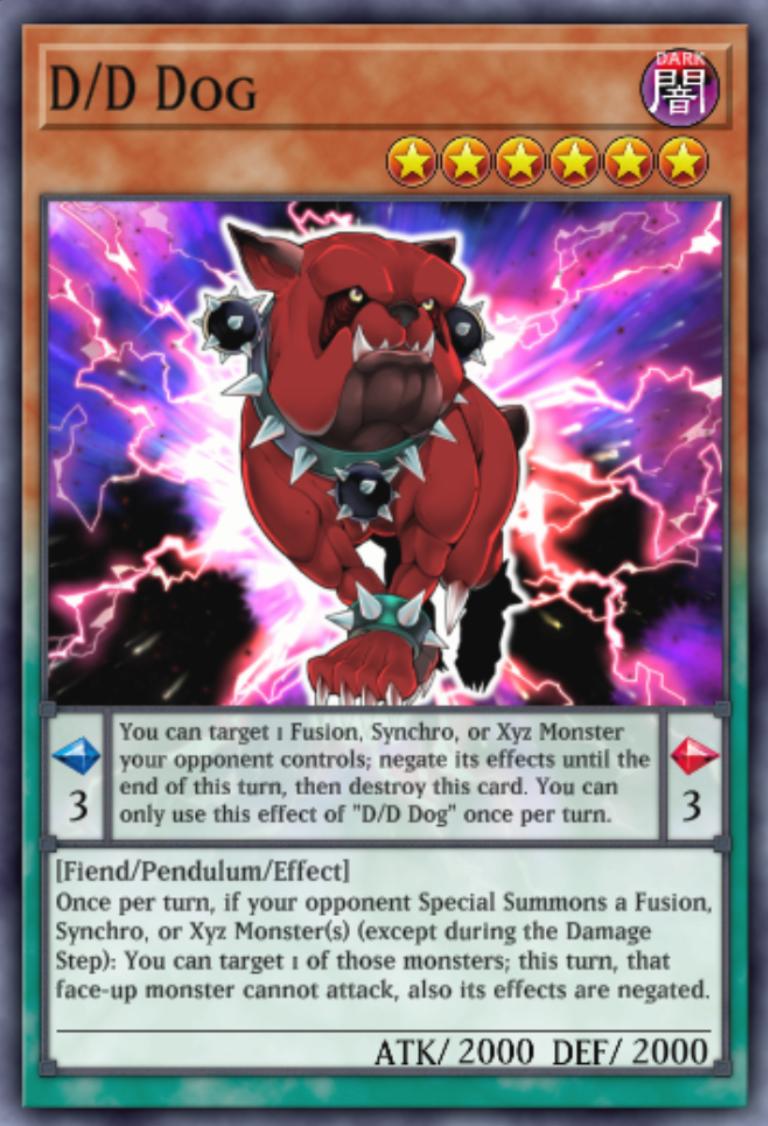 D/D Dog
DARK
闇
You can target 1 Fusion, Synchro, or Xyz Monster
your opponent controls; negate its effects until the
end of this turn, then destroy this card. You can
only use this effect of "D/D Dog" once per turn.
3
3
[Fiend/Pendulum/Effect]
Once per turn, if your opponent Special Summons a Fusion,
Synchro, or Xyz Monster(s) (except during the Damage
Step): You can target 1 of those monsters; this turn, that
face-up monster cannot attack, also its effects are negated.
ATK/ 2000 DEF/ 2000